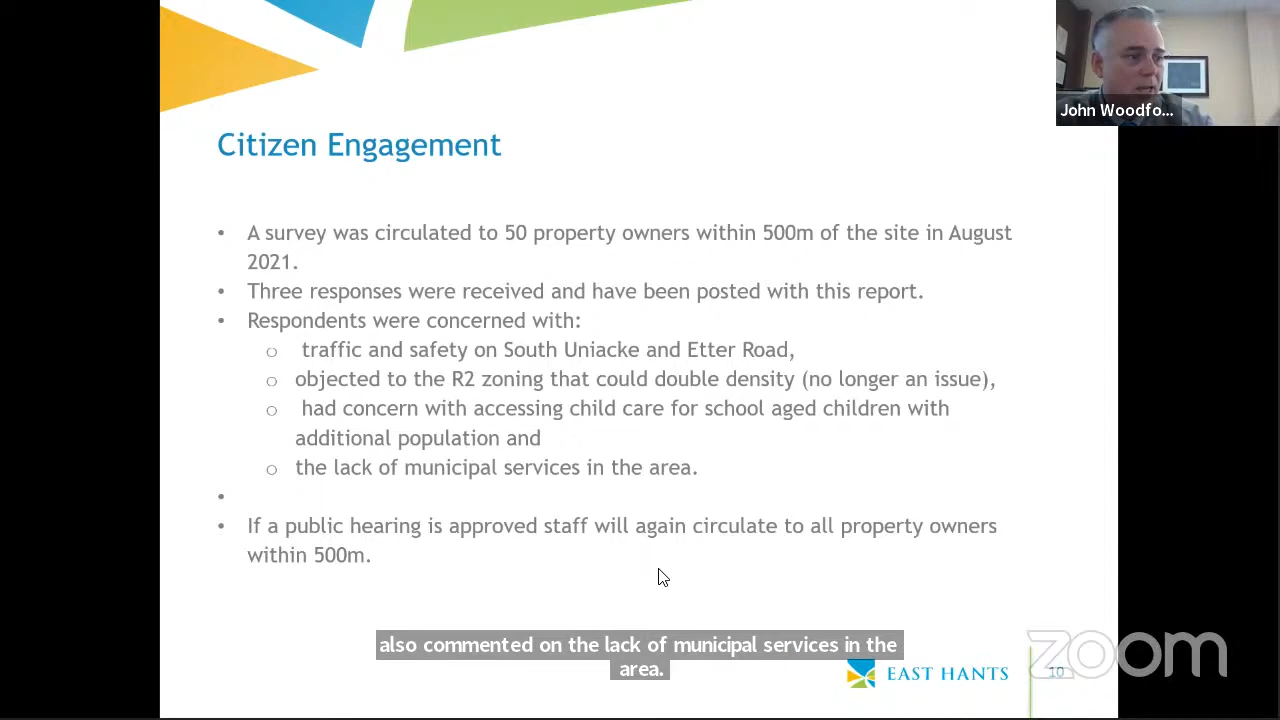 John Woodfo...
Citizen Engagement
• A survey was circulated to 50 property owners within 500m of the site in August
2021.
• Three responses were received and have been posted with this report.
• Respondents were concerned with:
o traffic and safety on South Uniacke and Etter Road,
o objected to the R2 zoning that could double density (no longer an issue),
o had concern with accessing child care for school aged children with
additional population and
o the lack of municipal services in the area.
•
• If a public hearing is approved staff will again circulate to all property owners
within 500m.
also commented on the lack of municipal services in the
area.
EAST HANTS
10
zoom